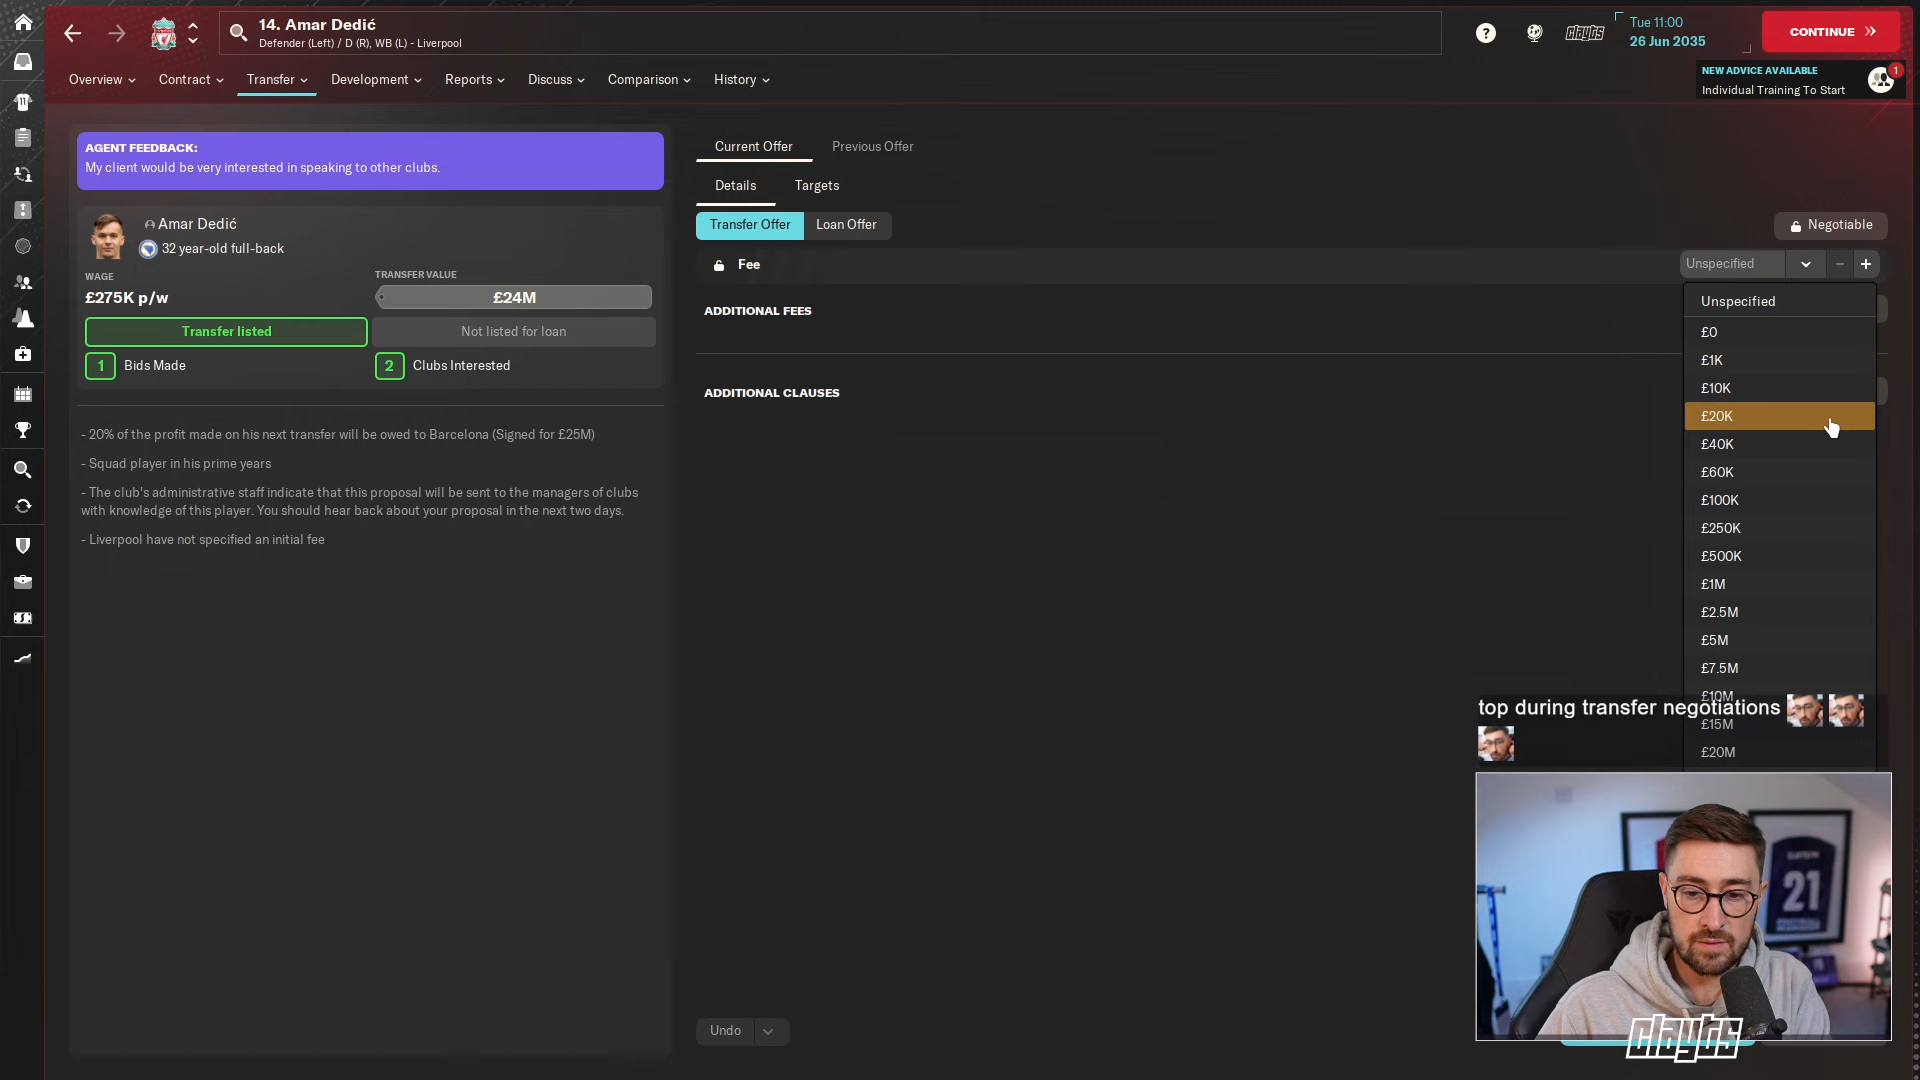 14. Amar Dedić
Defender (Left) / D (R), WB (L) - Liverpool
?
clayts
Tue 11:00
26 Jun 2035
CONTINUE
Overview
Contract
Transfer
Development
Reports
Discuss
Comparison
History
NEW ADVICE AVAILABLE
Individual Training To Start
1
AGENT FEEDBACK:
My client would be very interested in speaking to other clubs.
Amar Dedić
32 year-old full-back
WAGE
£275K p/w
TRANSFER VALUE
£24M
Transfer listed
Not listed for loan
1 Bids Made
2 Clubs Interested
- 20% of the profit made on his next transfer will be owed to Barcelona (Signed for £25M)
- Squad player in his prime years
- The club's administrative staff indicate that this proposal will be sent to the managers of clubs
with knowledge of this player. You should hear back about your proposal in the next two days.
- Liverpool have not specified an initial fee
Current Offer
Previous Offer
Details
Targets
Transfer Offer
Loan Offer
Negotiable
Fee
Unspecified
ADDITIONAL FEES
ADDITIONAL CLAUSES
Unspecified
£0
£1K
£10K
£20K
£40K
£60K
£100K
£250K
£500K
£1M
£2.5M
£5M
£7.5M
£10M
£15M
£20M
top during transfer negotiations
Undo
21
clayts